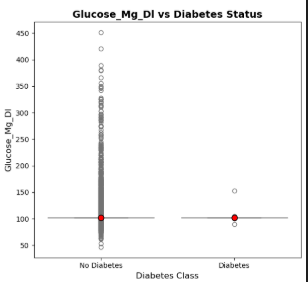 Glucose_Mg_Dl vs Diabetes Status
Glucose_Mg_Dl
450
400
350
300
250
200
150
100
50
No Diabetes
Diabetes
Diabetes Class